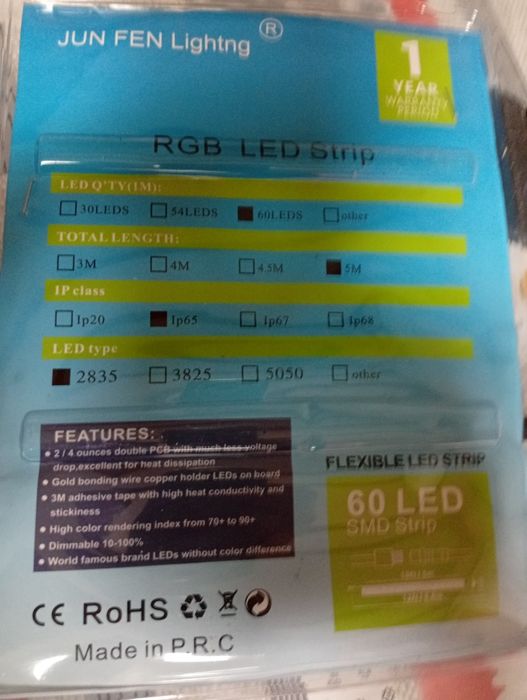 JUN FEN Lightng ®
1
YEAR
WARRANTY
PERIOD
RGB LED Strip
LED Q'TY(1M):
30LEDS 54LEDS 60LEDS other
TOTAL LENGTH:
3M 4M 4.5M 5M
IP class
Ip20 Ip65 Ip67 Ip68
LED type
2835 3825 5050 other
FEATURES:
• 2 / 4 ounces double PCB with much less voltage
drop,excellent for heat dissipation
• Gold bonding wire copper holder LEDs on board
• 3M adhesive tape with high heat conductivity and
stickiness
• High color rendering index from 70+ to 90+
• Dimmable 10-100%
• World famous brand LEDs without color difference
FLEXIBLE LED STRIP
60 LED
SMD Strip
CE RoHS
Made in P.R.C